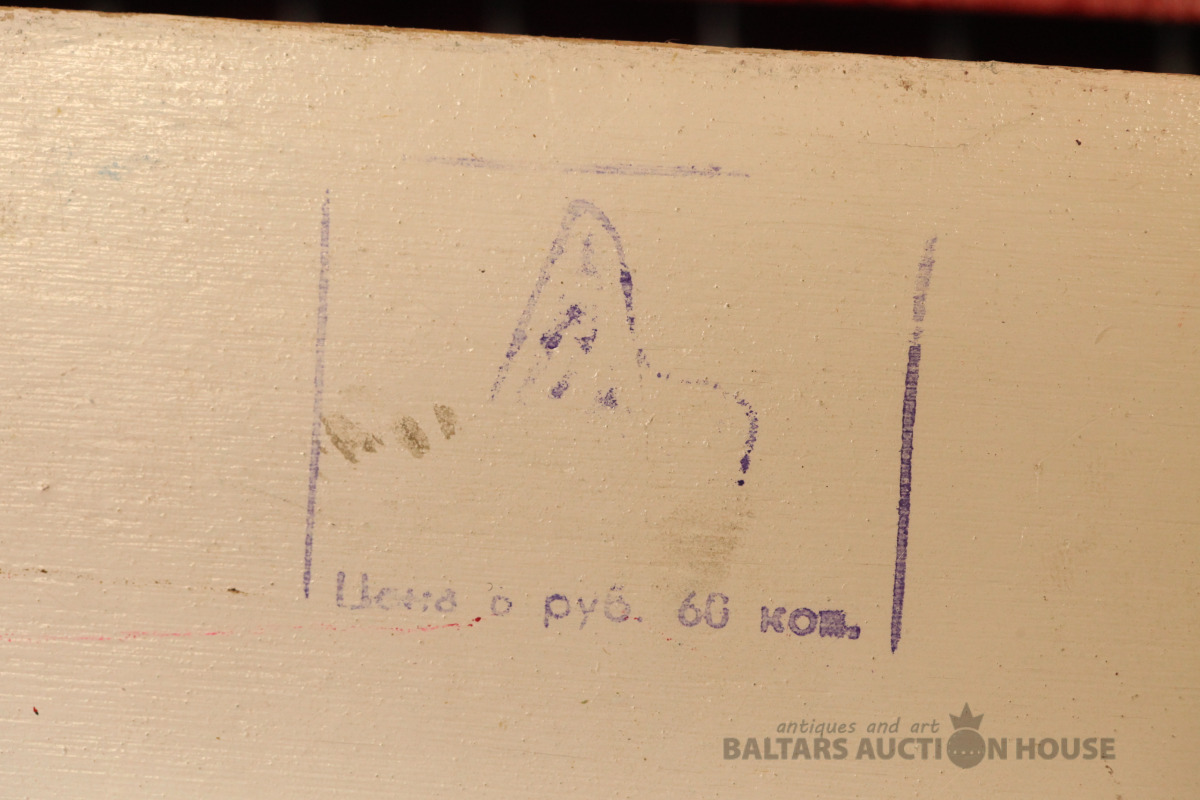 Цена руб. 60 коп.
antiques and art
BALTARS AUCTION HOUSE